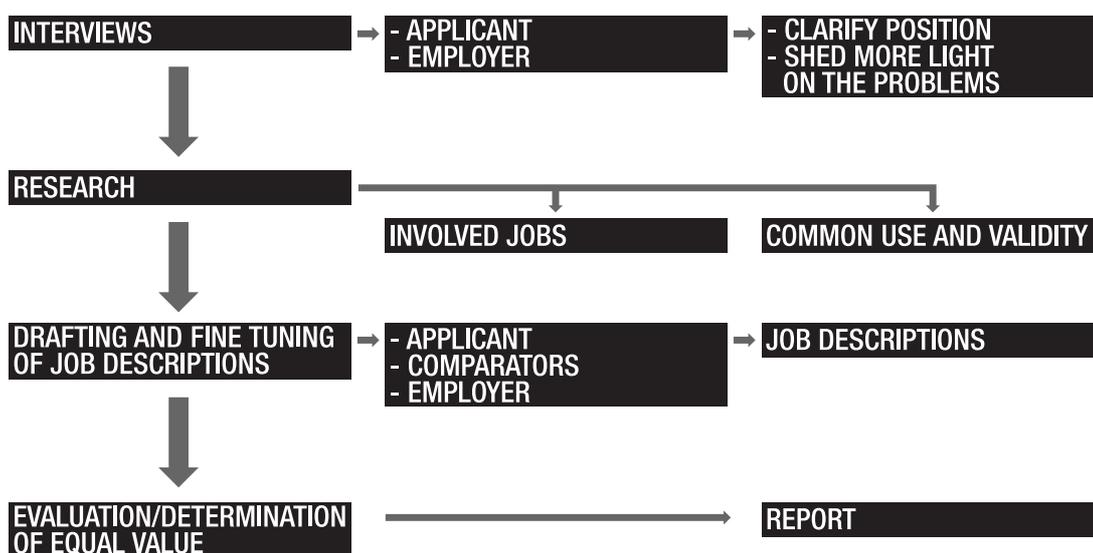 INTERVIEWS
- APPLICANT
- EMPLOYER
- CLARIFY POSITION
- SHED MORE LIGHT
ON THE PROBLEMS
RESEARCH
INVOLVED JOBS
COMMON USE AND VALIDITY
DRAFTING AND FINE TUNING
OF JOB DESCRIPTIONS
- APPLICANT
- COMPARATORS
- EMPLOYER
JOB DESCRIPTIONS
EVALUATION/DETERMINATION
OF EQUAL VALUE
REPORT